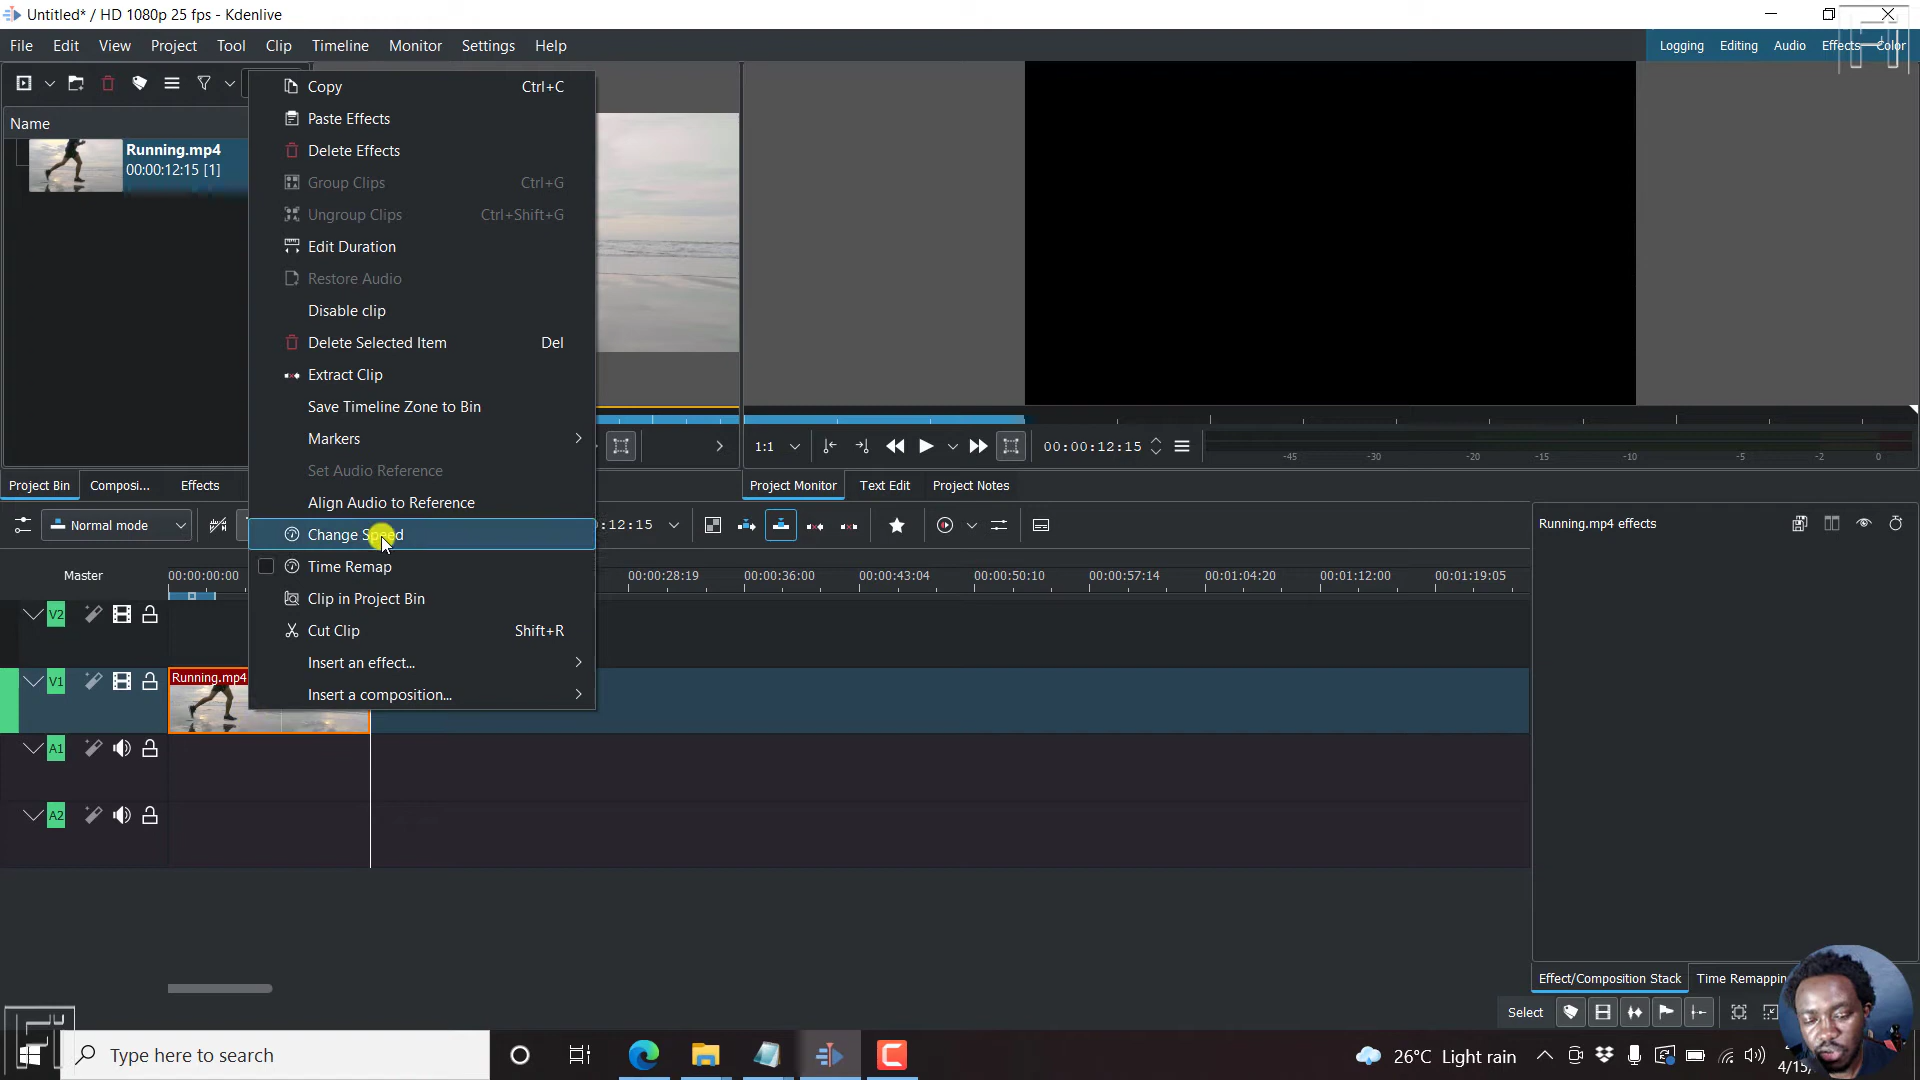 Untitled* / HD 1080p 25 fps - Kdenlive
File Edit View Project Tool Clip Timeline Monitor Settings Help
Logging Editing Audio Effects Color
Name
Running.mp4
00:00:12:15 [1]
Copy Ctrl+C
Paste Effects
Delete Effects
Group Clips Ctrl+G
Ungroup Clips Ctrl+Shift+G
Edit Duration
Restore Audio
Disable clip
Delete Selected Item Del
Extract Clip
Save Timeline Zone to Bin
Markers
Set Audio Reference
Align Audio to Reference
Change Speed
Time Remap
Clip in Project Bin
Cut Clip Shift+R
Insert an effect...
Insert a composition...
1:1 00:00:12:15
-45 -30 -20 -15 -10 -5 -2 0
Project Bin Composi... Effects
Project Monitor Text Edit Project Notes
Normal mode
:12:15
Running.mp4 effects
Master
00:00:00:00 00:00:28:19 00:00:36:00 00:00:43:04 00:00:50:10 00:00:57:14 00:01:04:20 00:01:12:00 00:01:19:05
V2
V1
Running.mp4
A1
A2
Effect/Composition Stack Time Remappin
Select
Type here to search
26°C Light rain
4/15/